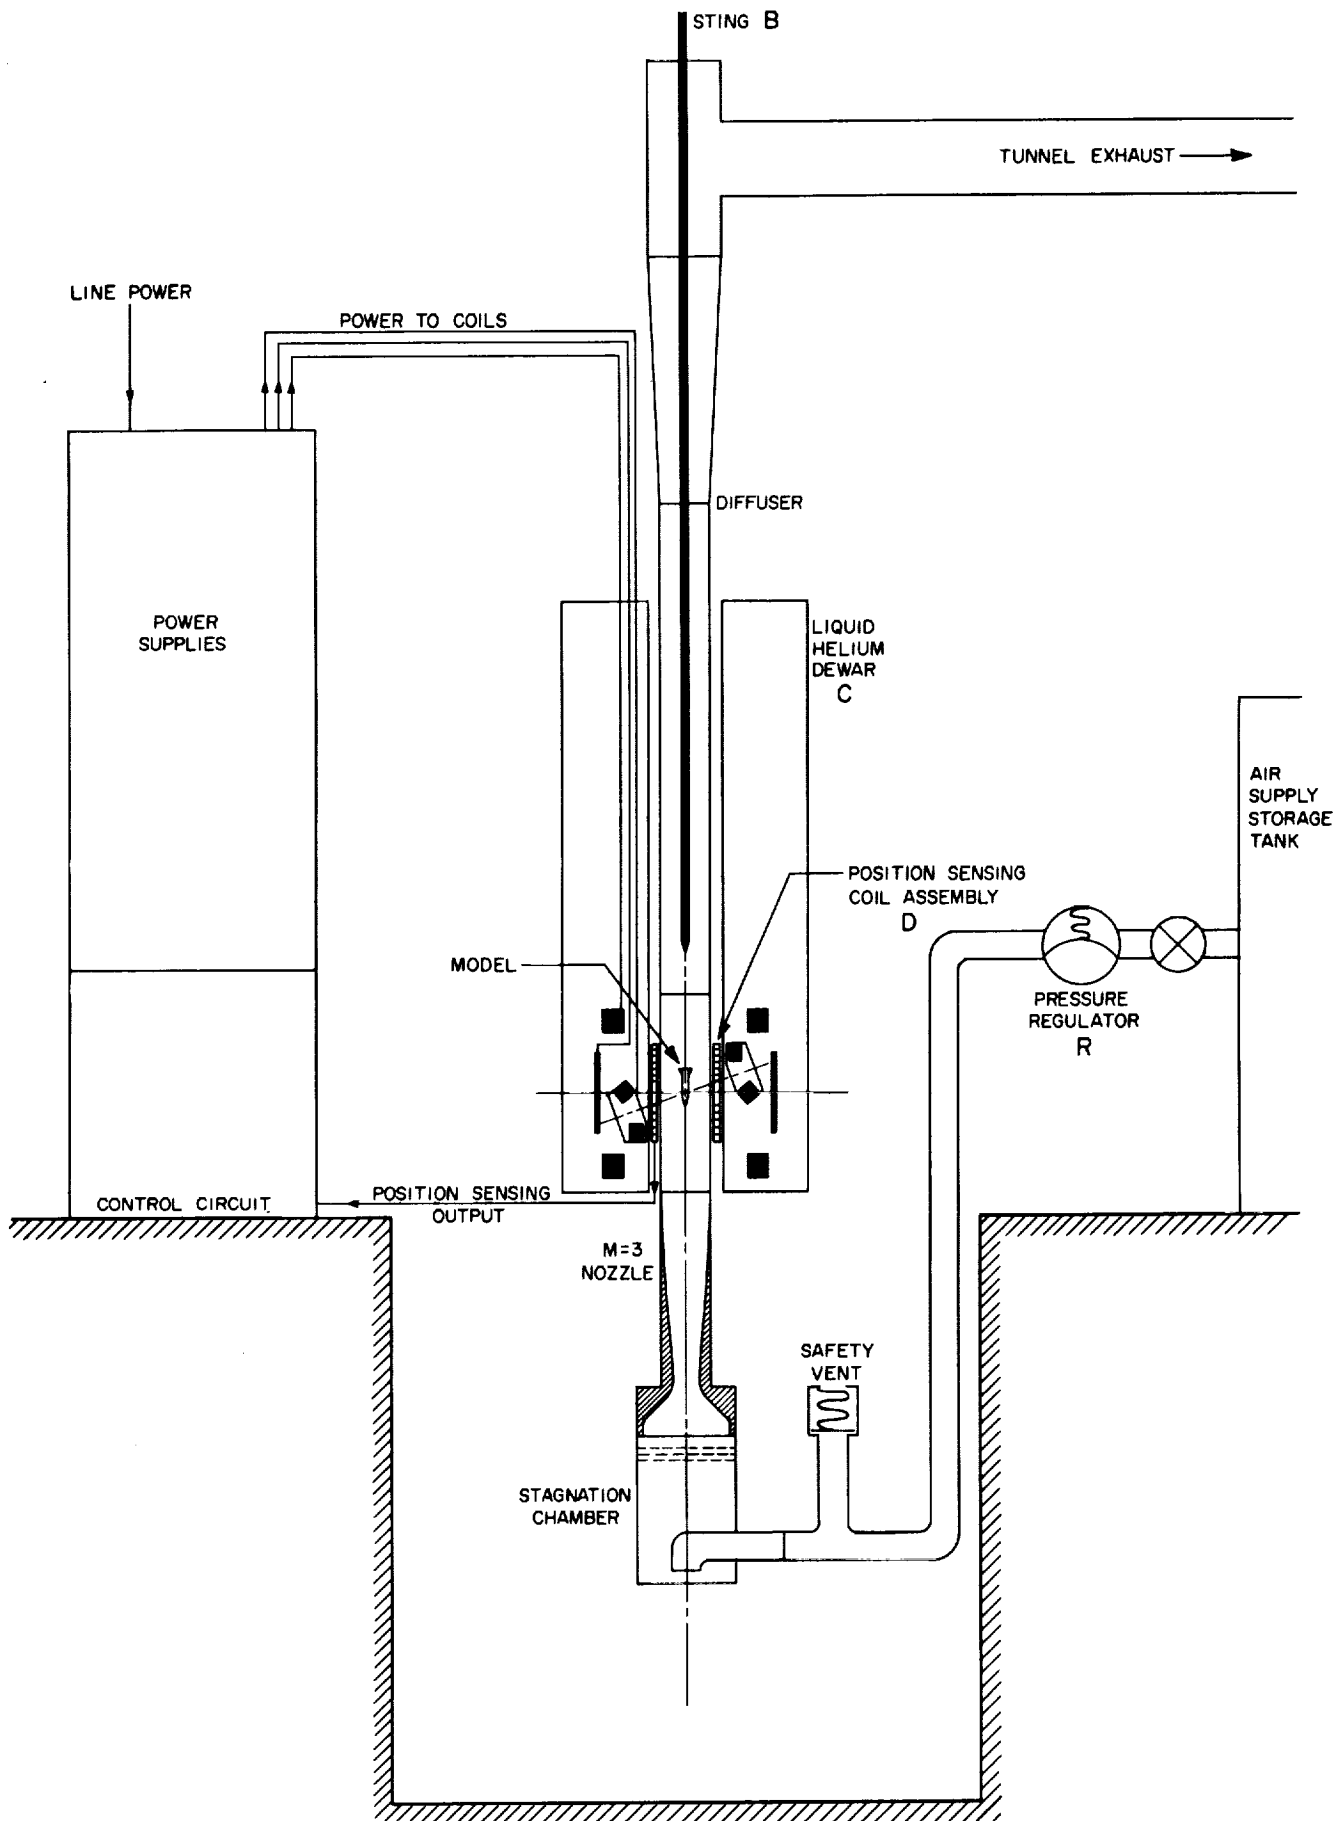 STING B
TUNNEL EXHAUST
LINE POWER
POWER TO COILS
DIFFUSER
POWER
SUPPLIES
LIQUID
HELIUM
DEWAR
C
AIR
SUPPLY
STORAGE
TANK
POSITION SENSING
COIL ASSEMBLY
D
MODEL
PRESSURE
REGULATOR
R
CONTROL CIRCUIT
POSITION SENSING
OUTPUT
M=3
NOZZLE
SAFETY
VENT
STAGNATION
CHAMBER